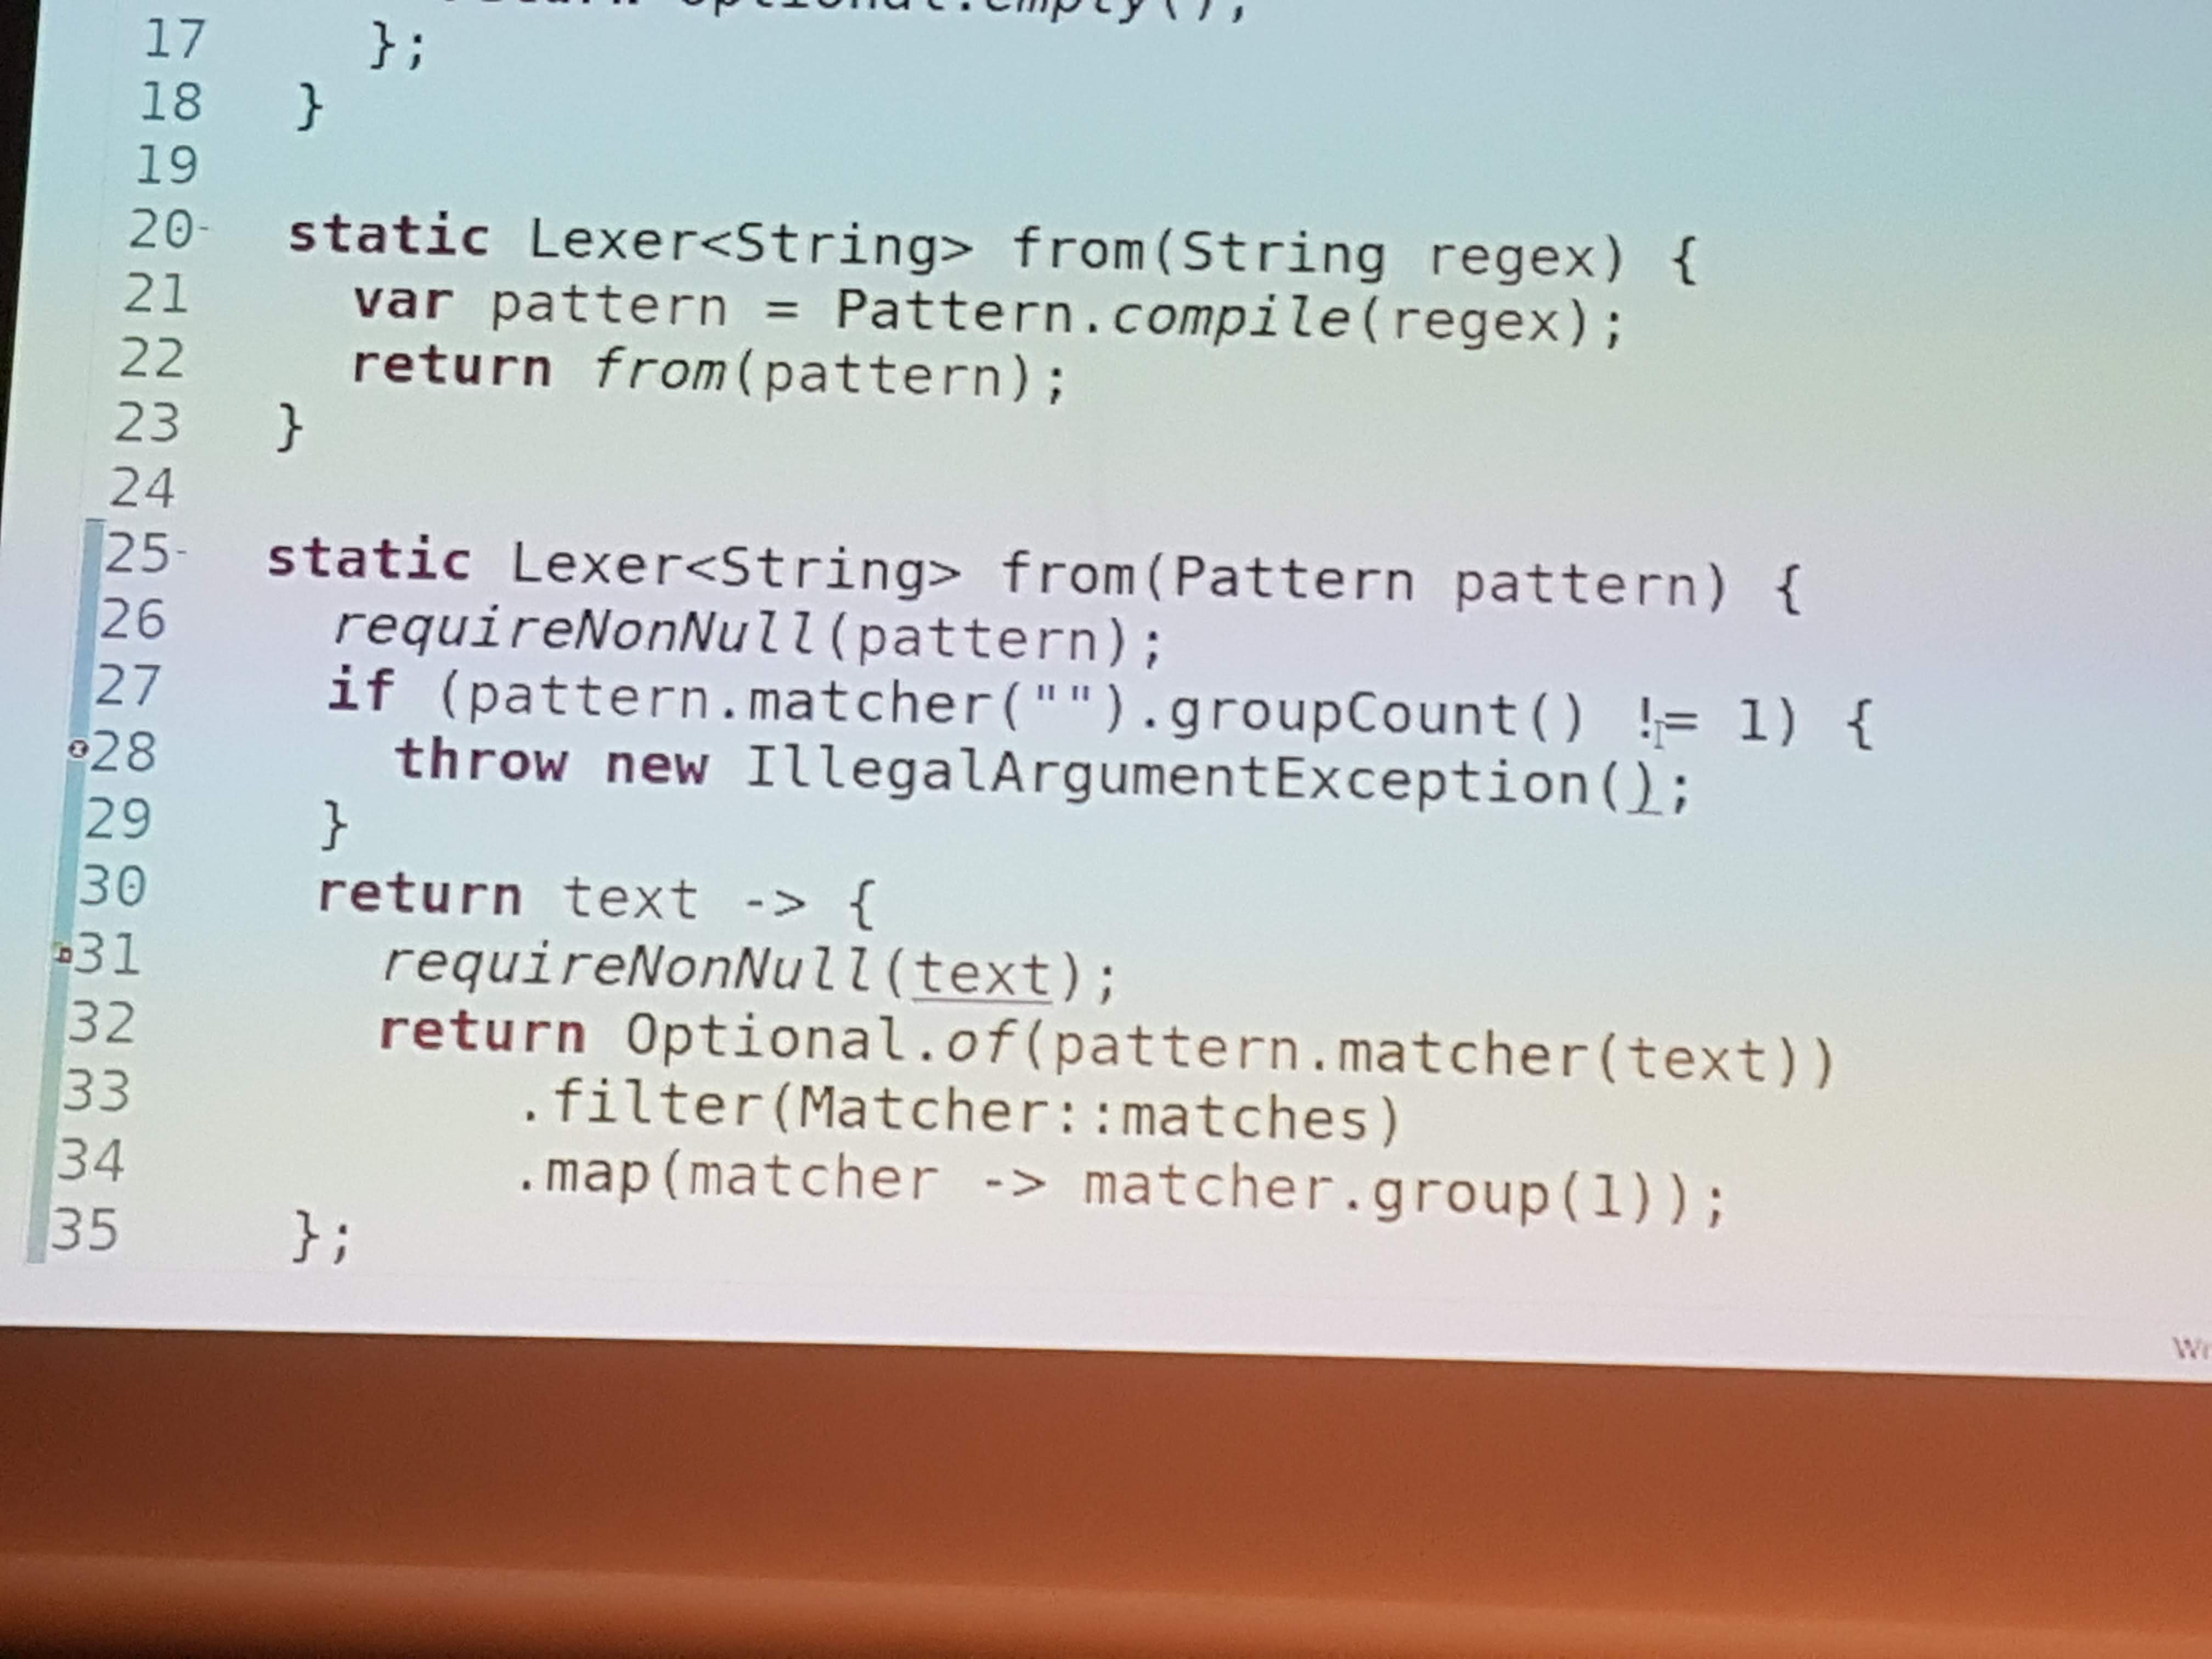 return Optional.empty();
17 };
18 }
19
20 static Lexer<String> from(String regex) {
21 var pattern = Pattern.compile(regex);
22 return from(pattern);
23 }
24
25 static Lexer<String> from(Pattern pattern) {
26 requireNonNull(pattern);
27 if (pattern.matcher("").groupCount() != 1) {
28 throw new IllegalArgumentException();
29 }
30 return text -> {
31 requireNonNull(text);
32 return Optional.of(pattern.matcher(text))
33 .filter(Matcher::matches)
34 .map(matcher -> matcher.group(1));
35 };